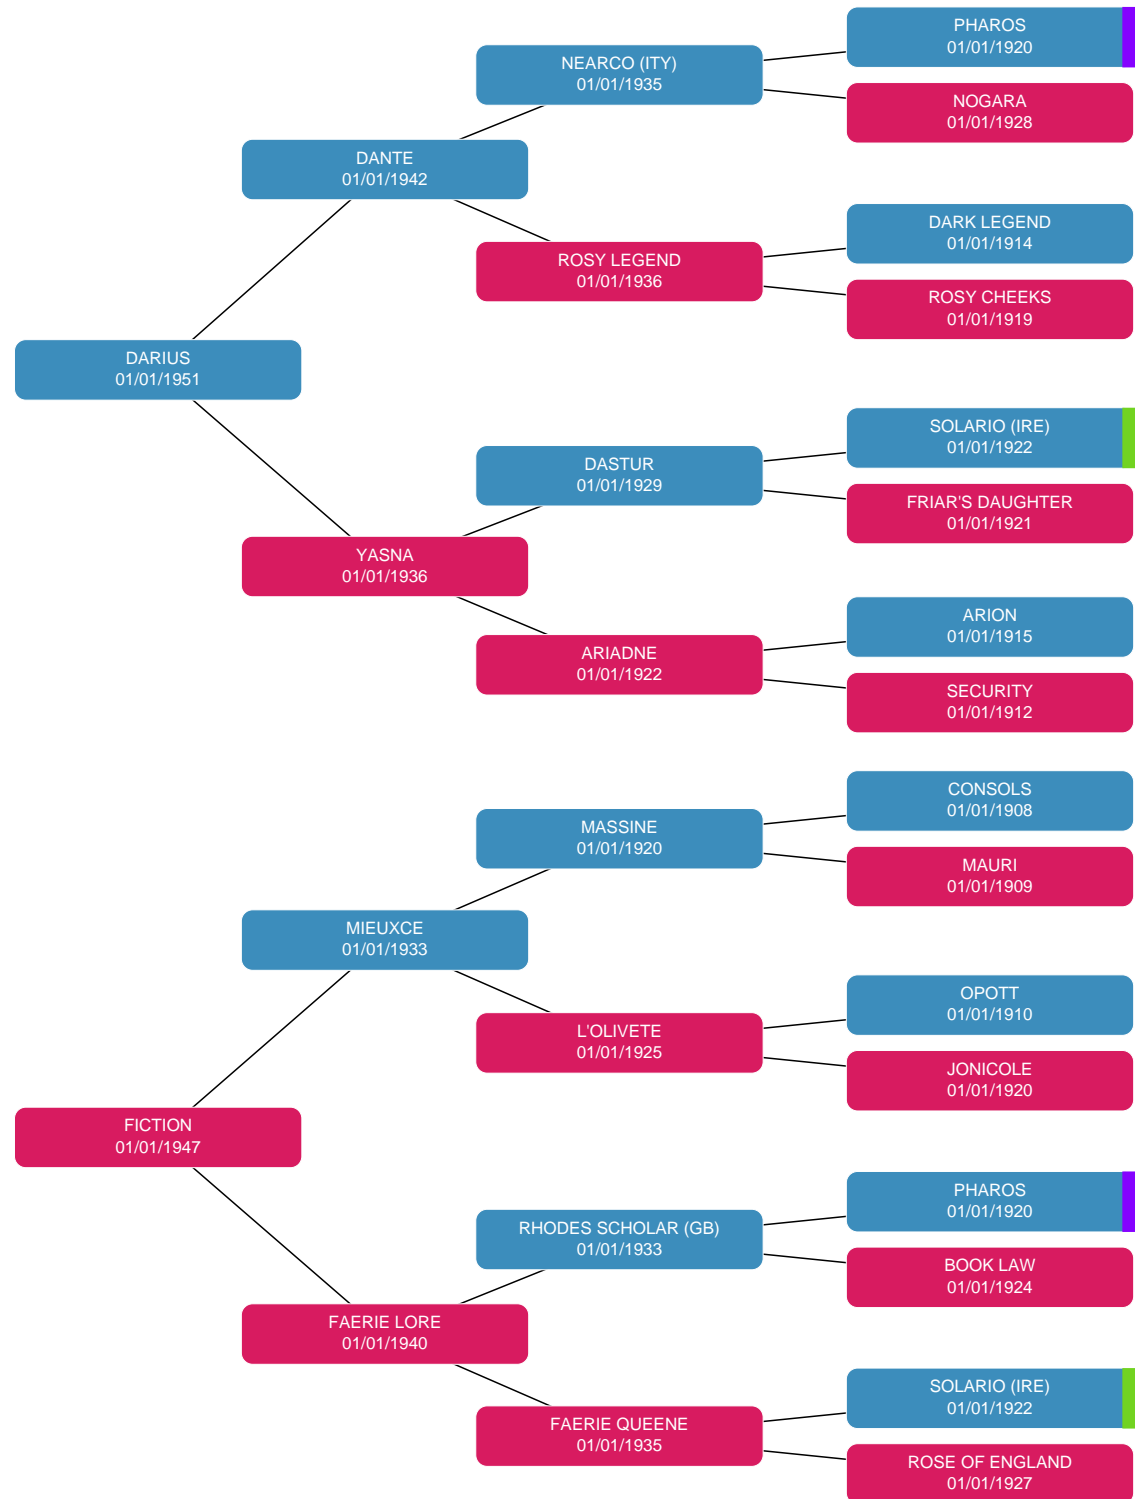 PHAROS
01/01/1920
NEARCO (ITY)
01/01/1935
NOGARA
01/01/1928
DANTE
01/01/1942
DARK LEGEND
01/01/1914
ROSY LEGEND
01/01/1936
ROSY CHEEKS
01/01/1919
DARIUS
01/01/1951
SOLARIO (IRE)
01/01/1922
DASTUR
01/01/1929
FRIAR'S DAUGHTER
01/01/1921
YASNA
01/01/1936
ARION
01/01/1915
ARIADNE
01/01/1922
SECURITY
01/01/1912
CONSOLS
01/01/1908
MASSINE
01/01/1920
MAURI
01/01/1909
MIEUXCE
01/01/1933
OPOTT
01/01/1910
L'OLIVETE
01/01/1925
JONICOLE
01/01/1920
FICTION
01/01/1947
PHAROS
01/01/1920
RHODES SCHOLAR (GB)
01/01/1933
BOOK LAW
01/01/1924
FAERIE LORE
01/01/1940
SOLARIO (IRE)
01/01/1922
FAERIE QUEENE
01/01/1935
ROSE OF ENGLAND
01/01/1927